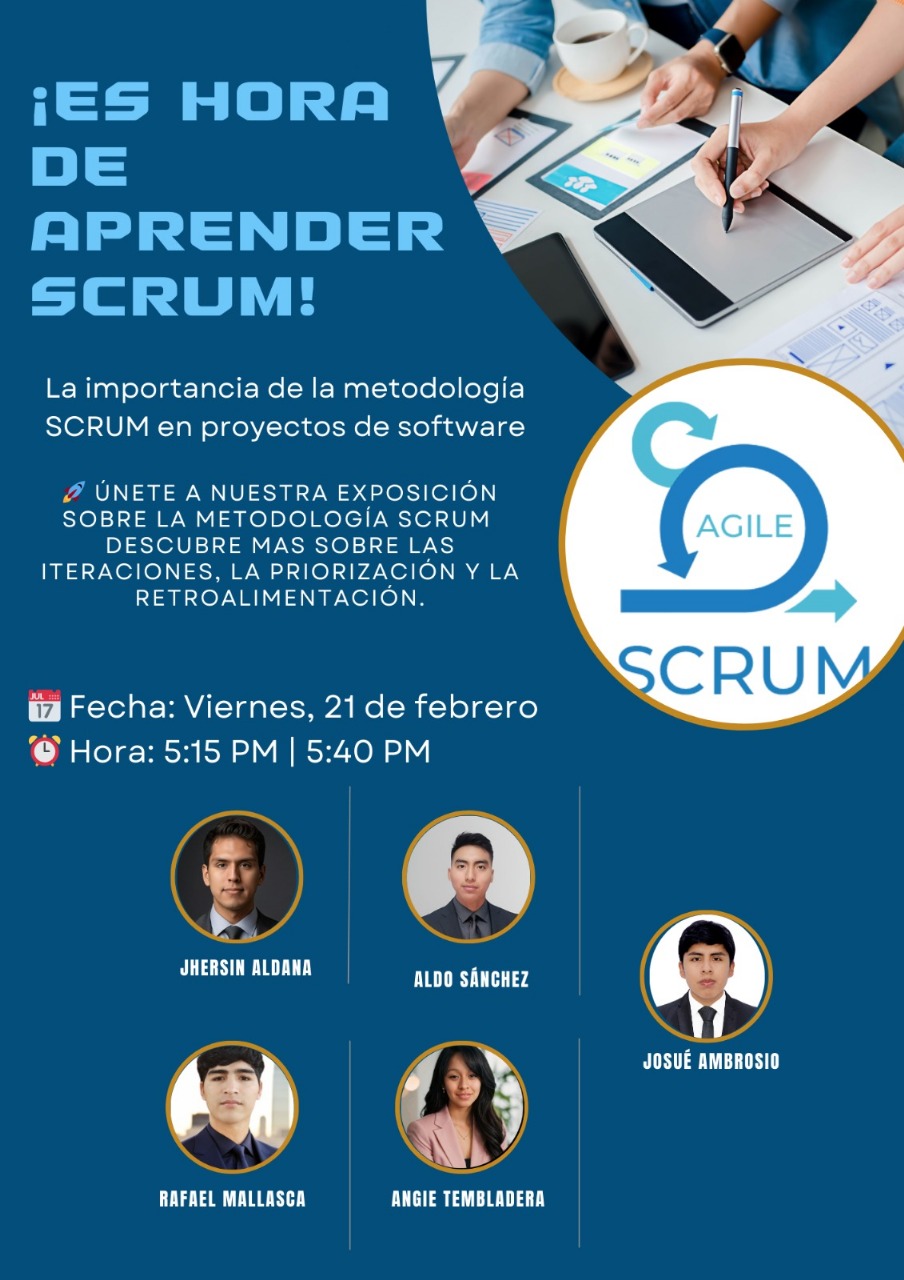 ¡ES HORA
DE
APRENDER
SCRUM!
La importancia de la metodología
SCRUM en proyectos de software
🚀 ÚNETE A NUESTRA EXPOSICIÓN
SOBRE LA METODOLOGÍA SCRUM
DESCUBRE MAS SOBRE LAS
ITERACIONES, LA PRIORIZACIÓN Y LA
RETROALIMENTACIÓN.
AGILE
SCRUM
JUL
17
Fecha: Viernes, 21 de febrero
Hora: 5:15 PM | 5:40 PM
JHERSIN ALDANA
ALDO SÁNCHEZ
JOSUÉ AMBROSIO
RAFAEL MALLASCA
ANGIE TEMBLADERA